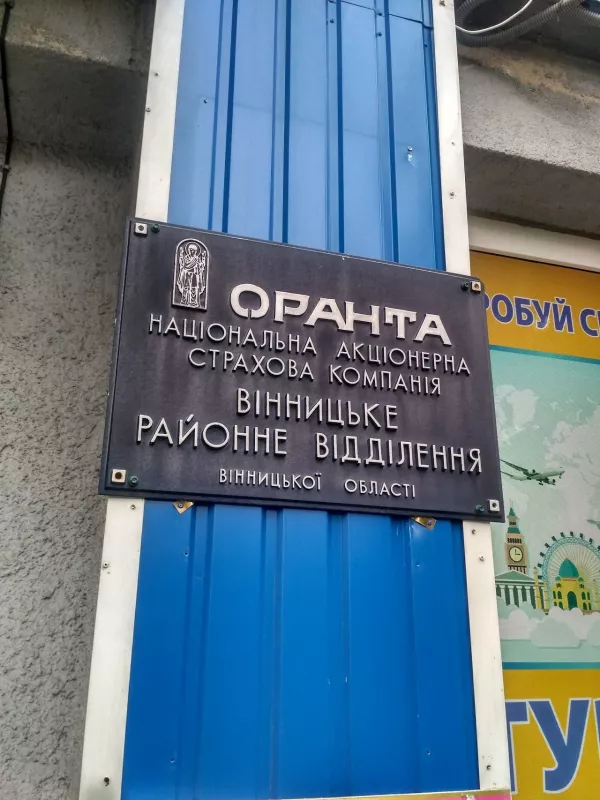 ОРАНТА
НАЦІОНАЛЬНА АКЦІОНЕРНА
СТРАХОВА КОМПАНІЯ
ВІННИЦЬКЕ
РАЙОННЕ ВІДДІЛЕННЯ
ВІННИЦЬКОЇ ОБЛАСТІ